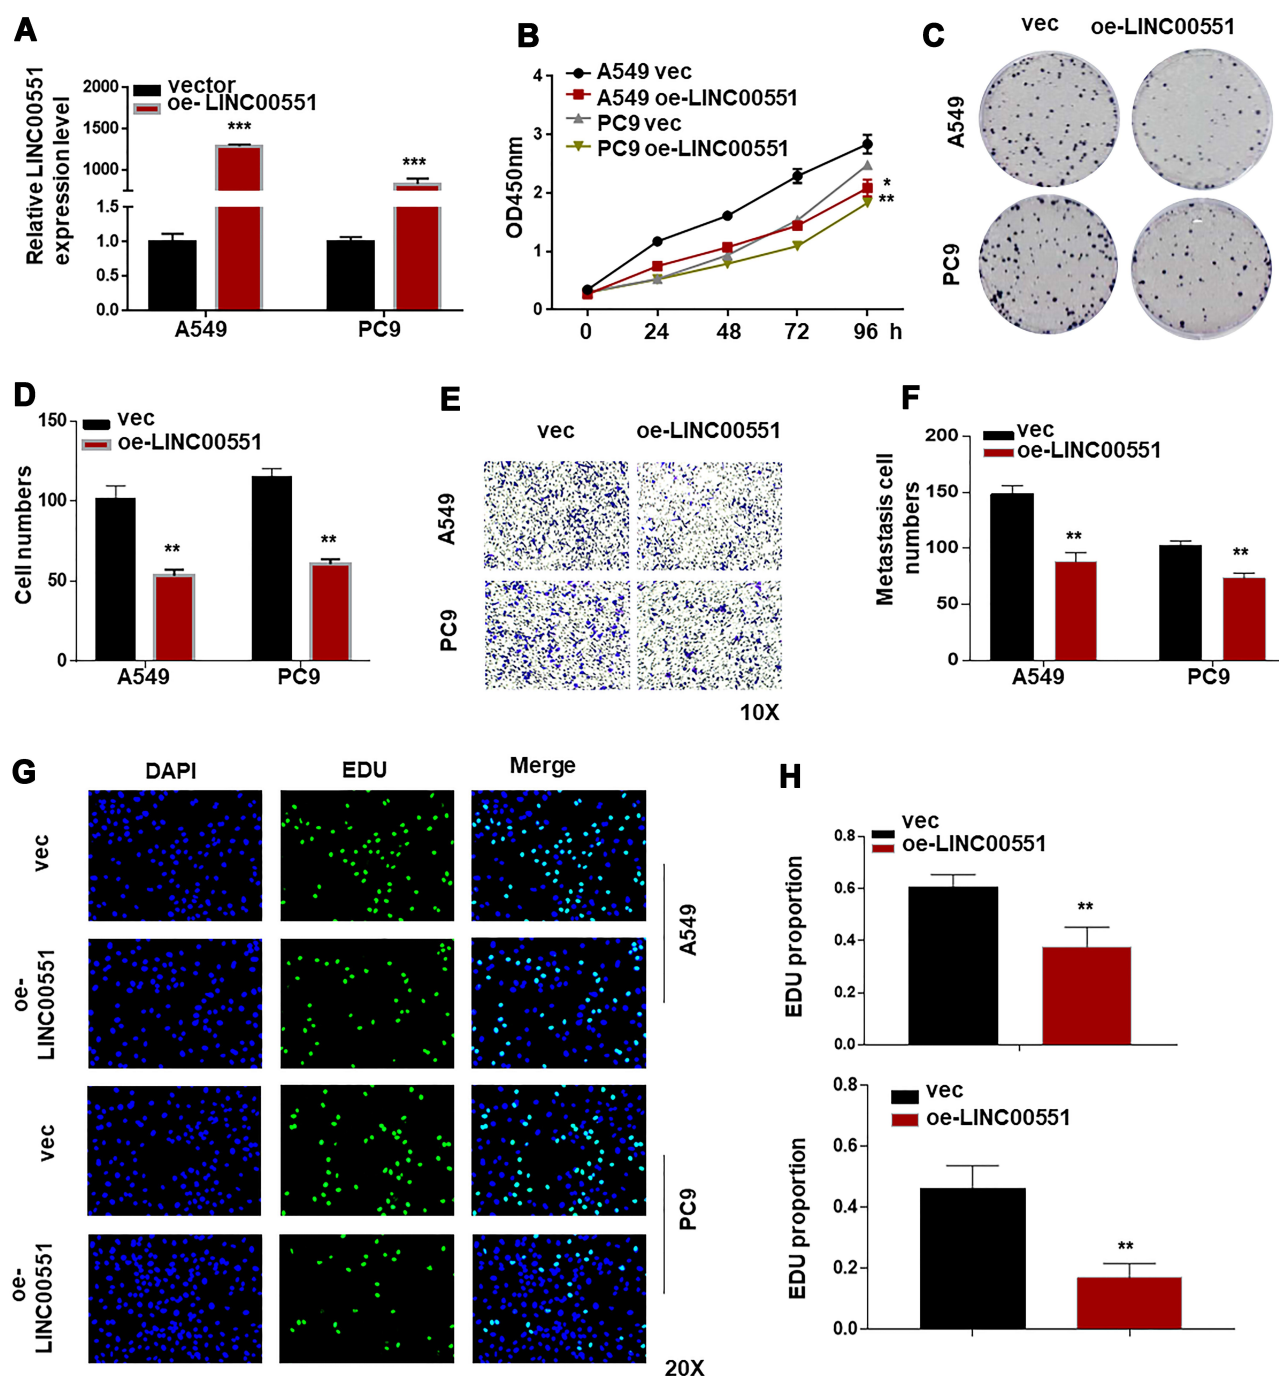 A
Relative LINC00551
expression level
2000
1500
1000
1.5
1.0
0.5
0.0
vector
oe- LINC00551
***
***
A549
PC9
B
OD450nm
4
3
2
1
0
A549 vec
A549 oe-LINC00551
PC9 vec
PC9 oe-LINC00551
*
**
0 24 48 72 96 h
C
vec oe-LINC00551
A549
PC9
D
Cell numbers
150
100
50
0
vec
oe-LINC00551
**
**
A549 PC9
E
vec oe-LINC00551
A549
PC9
10X
F
Metastasis cell
numbers
200
150
100
50
0
vec
oe-LINC00551
**
**
A549 PC9
G
DAPI EDU Merge
vec
oe-
LINC00551
A549
vec
oe-
LINC00551
PC9
20X
H
EDU proportion
0.8
0.6
0.4
0.2
0.0
vec
oe-LINC00551
**
EDU proportion
0.8
0.6
0.4
0.2
0.0
vec
oe-LINC00551
**